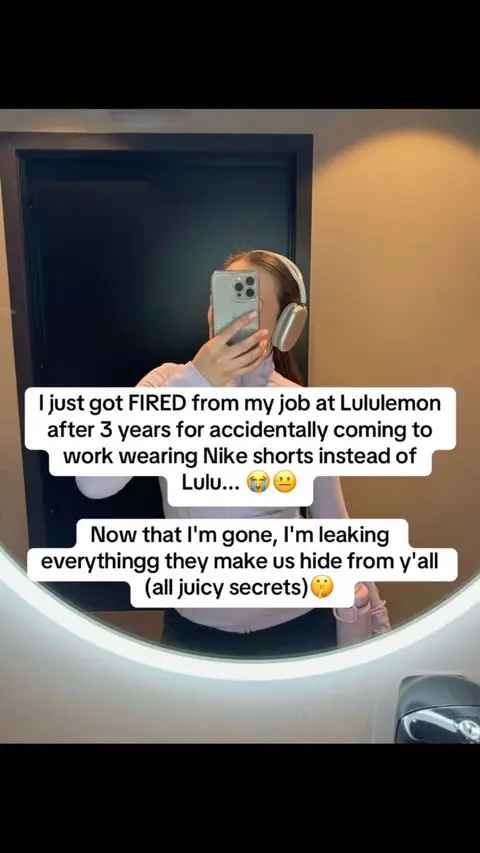 I just got FIRED from my job at Lululemon
after 3 years for accidentally coming to
work wearing Nike shorts instead of
Lulu... 😭😐
Now that I'm gone, I'm leaking
everythingg they make us hide from y'all
(all juicy secrets)🤫